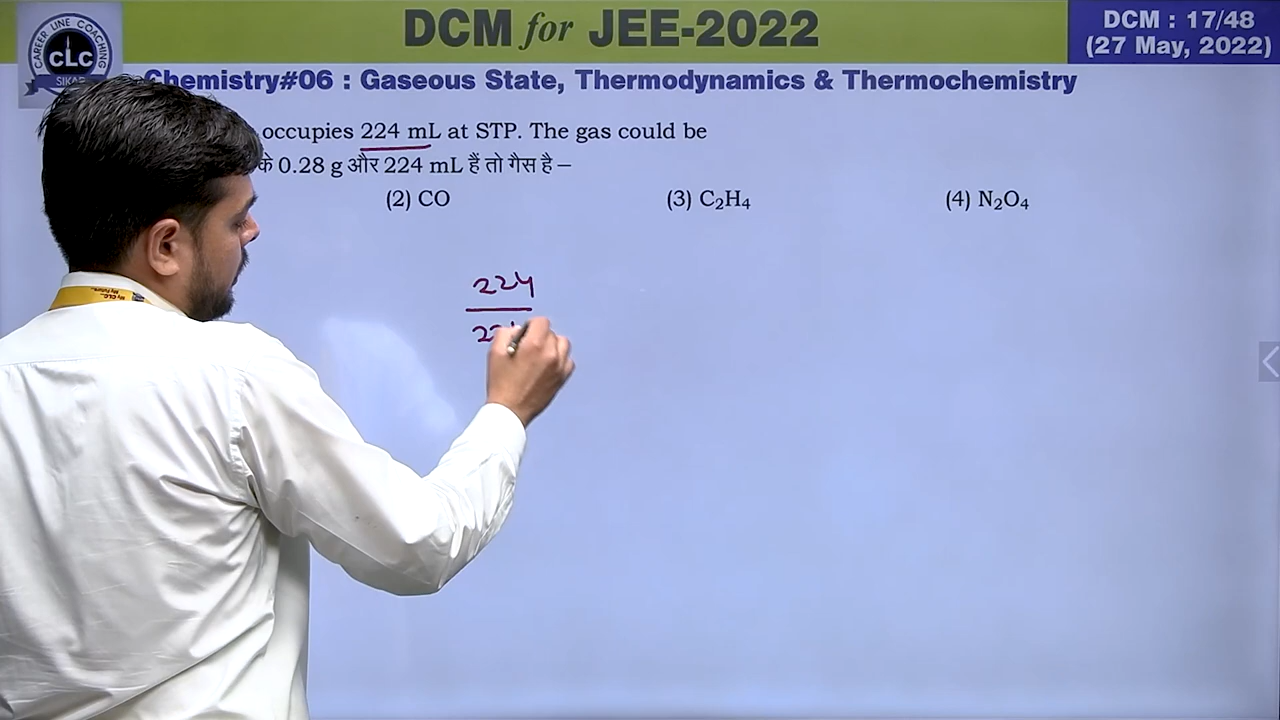 DCM for JEE-2022
DCM : 17/48
(27 May, 2022)
CAREER LINE COACHING
CLC
SIKAR
Chemistry#06 : Gaseous State, Thermodynamics & Thermochemistry
occupies 224 mL at STP. The gas could be
के 0.28 g और 224 mL हैं तो गैस है –
(2) CO (3) C₂H₄ (4) N₂O₄
224